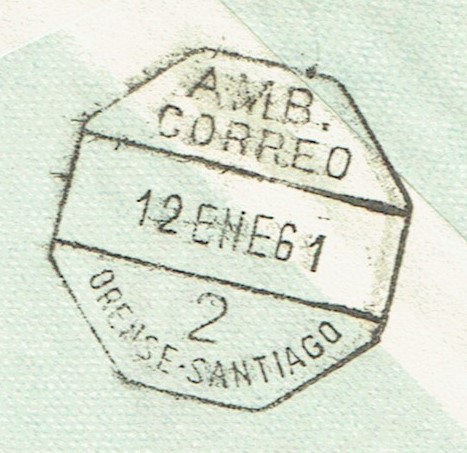 AMB.
CORREO
12 ENE 61
2
ORENSE-SANTIAGO